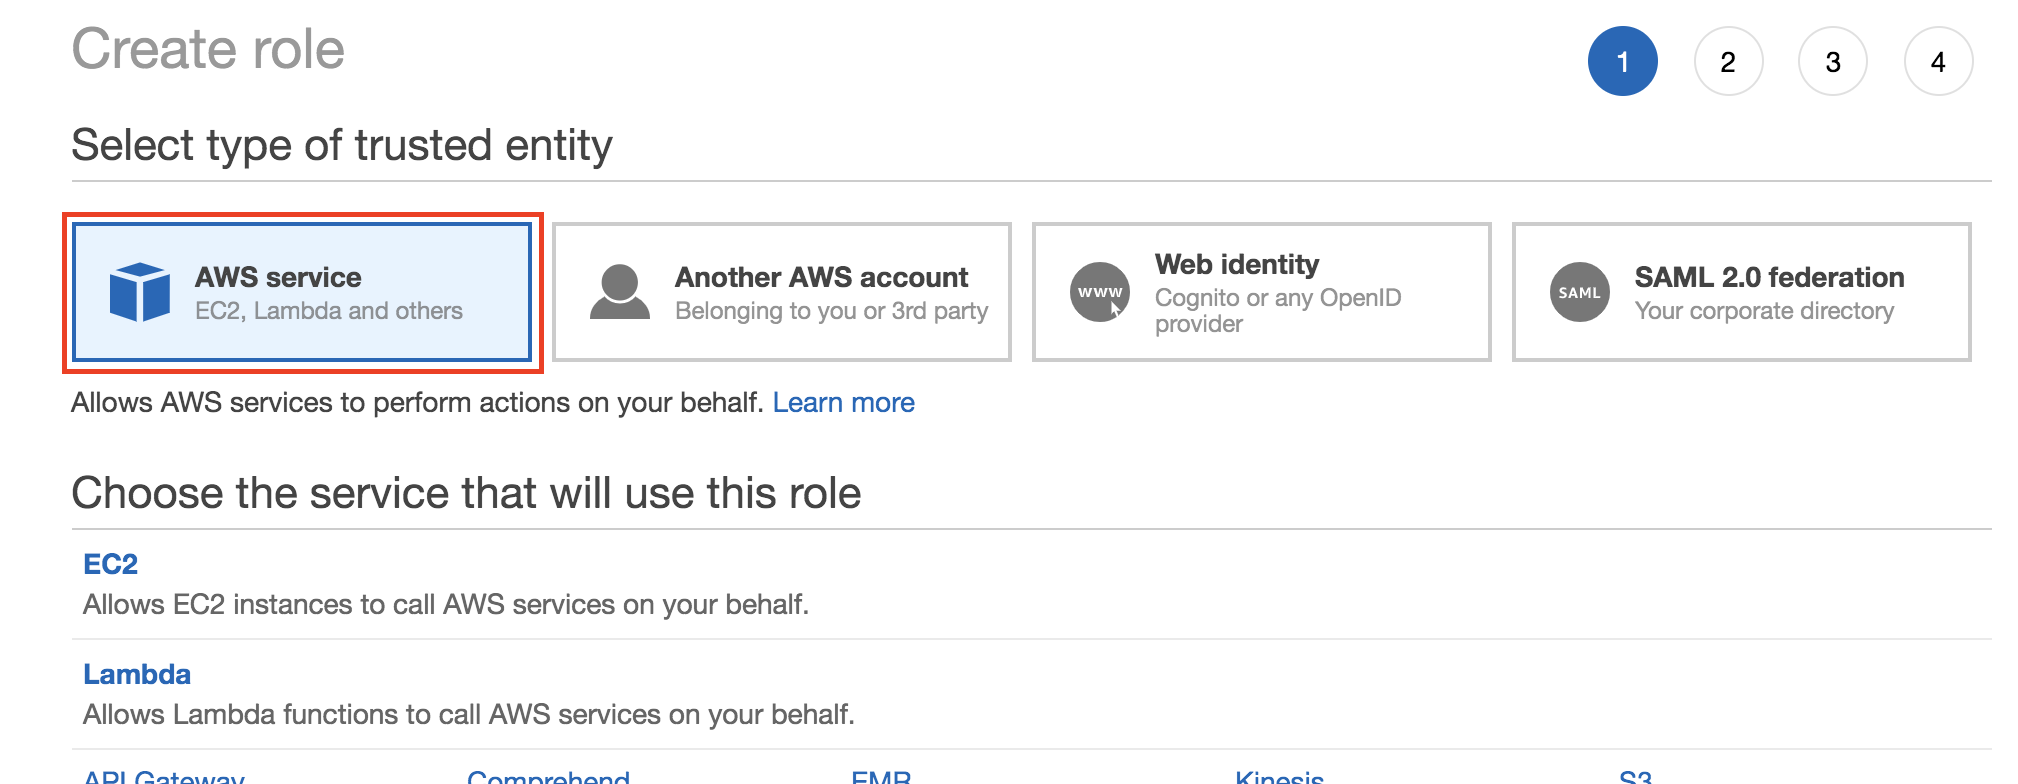 Create role
1 2 3 4
Select type of trusted entity
AWS service
EC2, Lambda and others
Another AWS account
Belonging to you or 3rd party
www
Web identity
Cognito or any OpenID
provider
SAML
SAML 2.0 federation
Your corporate directory
Allows AWS services to perform actions on your behalf. Learn more
Choose the service that will use this role
EC2
Allows EC2 instances to call AWS services on your behalf.
Lambda
Allows Lambda functions to call AWS services on your behalf.
API Gateway Comprehend EMR Kinesis S3